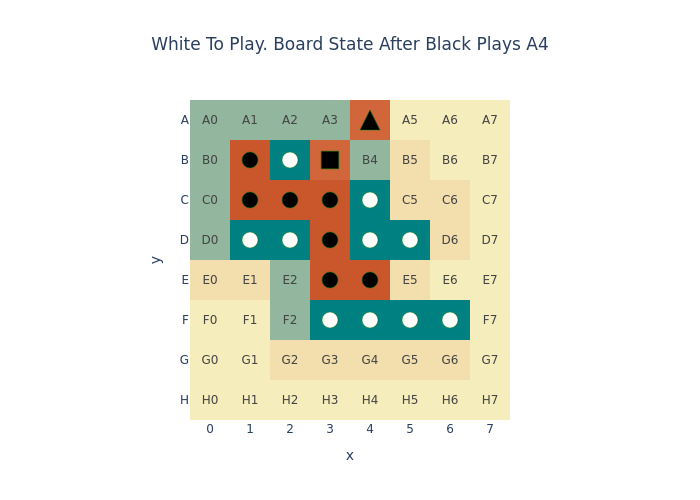 White To Play. Board State After Black Plays A4
A A0 A1 A2 A3 A5 A6 A7
B B0 B4 B5 B6 B7
C C0 C5 C6 C7
D D0 D6 D7
y
E E0 E1 E2 E5 E6 E7
F F0 F1 F2 F7
G G0 G1 G2 G3 G4 G5 G6 G7
H H0 H1 H2 H3 H4 H5 H6 H7
0 1 2 3 4 5 6 7
x